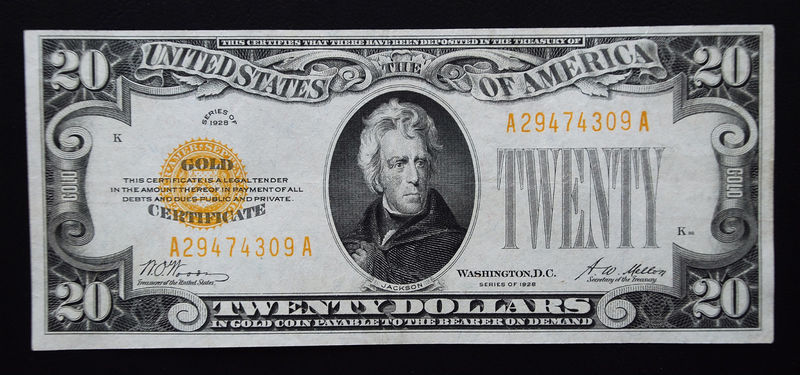 THIS CERTIFIES THAT THERE HAVE BEEN DEPOSITED IN THE TREASURY OF
20 UNITED STATES THE OF AMERICA 20
SERIES OF
1928
A29474309A
K
GOLD
THIS CERTIFICATE IS A LEGAL TENDER
IN THE AMOUNT THEREOF IN PAYMENT OF ALL
DEBTS AND DUES PUBLIC AND PRIVATE.
CERTIFICATE
TWENTY
GOLD
GOLD
K
A29474309A
WASHINGTON, D.C.
W.O. Woods
Treasurer of the United States.
JACKSON
SERIES OF 1928
A.W. Mellon
Secretary of the Treasury.
20 TWENTY DOLLARS 20
IN GOLD COIN PAYABLE TO THE BEARER ON DEMAND